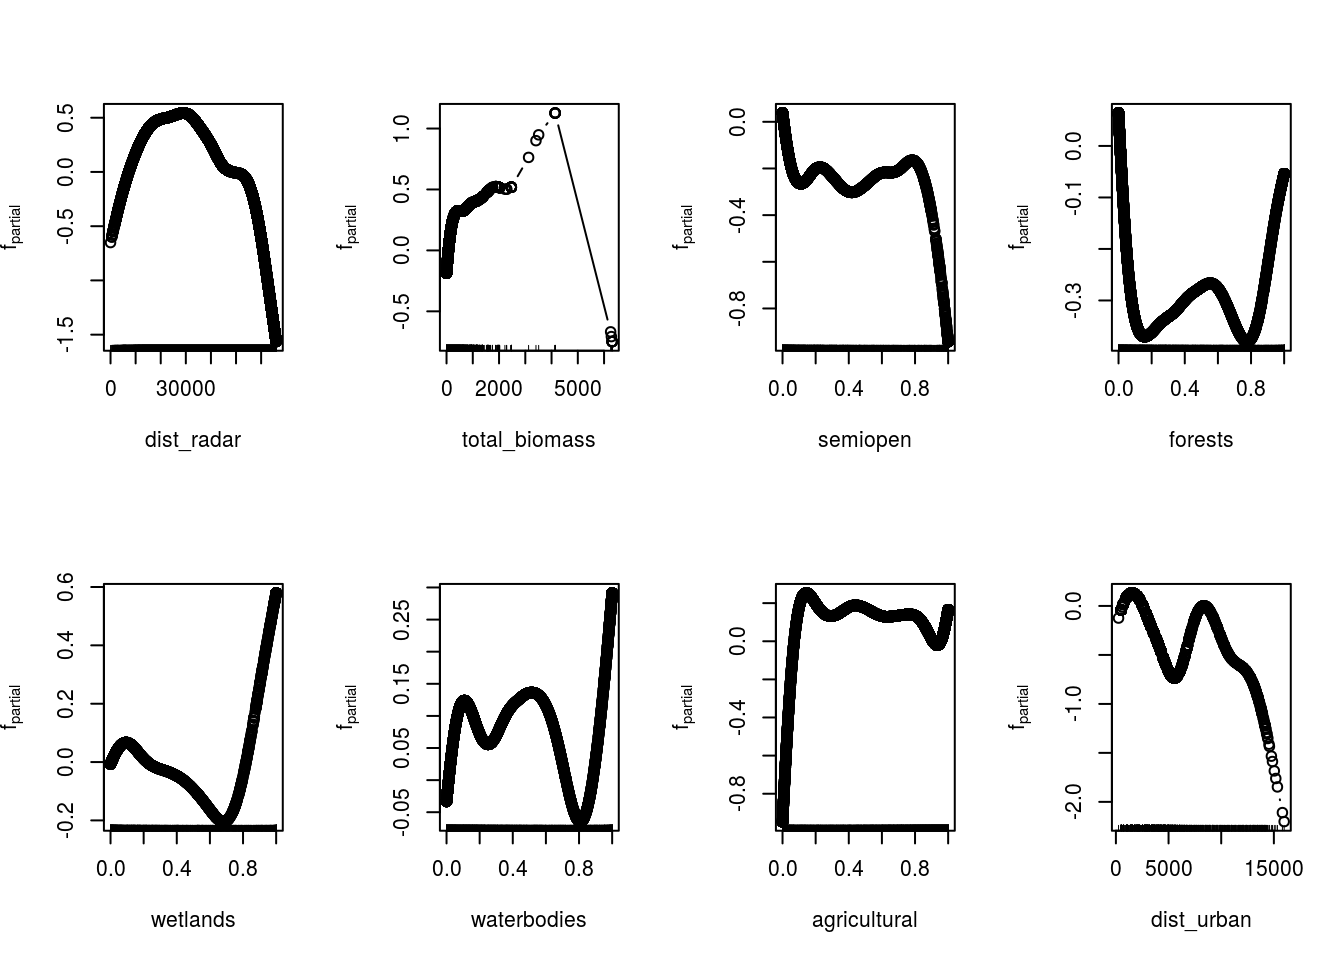 f_partial
-1.5 -0.5 0.0 0.5
0 30000
dist_radar
f_partial
-0.5 0.0 0.5 1.0
0 2000 5000
total_biomass
f_partial
-0.8 -0.4 0.0
0.0 0.4 0.8
semiopen
f_partial
-0.3 -0.1 0.0
0.0 0.4 0.8
forests
f_partial
-0.2 0.0 0.2 0.4 0.6
0.0 0.4 0.8
wetlands
f_partial
-0.05 0.05 0.15 0.25
0.0 0.4 0.8
waterbodies
f_partial
-0.8 -0.4 0.0
0.0 0.4 0.8
agricultural
f_partial
-2.0 -1.0 0.0
0 5000 15000
dist_urban